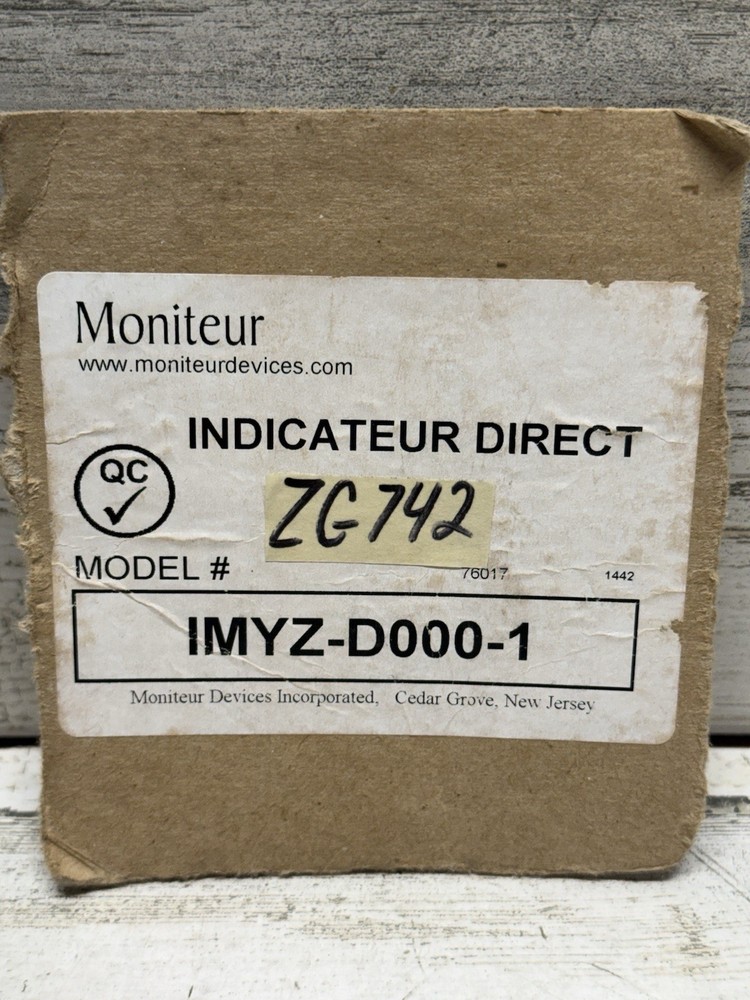 Moniteur
www.moniteurdevices.com
INDICATEUR DIRECT
QC
ZG742
MODEL #
76017
1442
IMYZ-D000-1
Moniteur Devices Incorporated, Cedar Grove, New Jersey